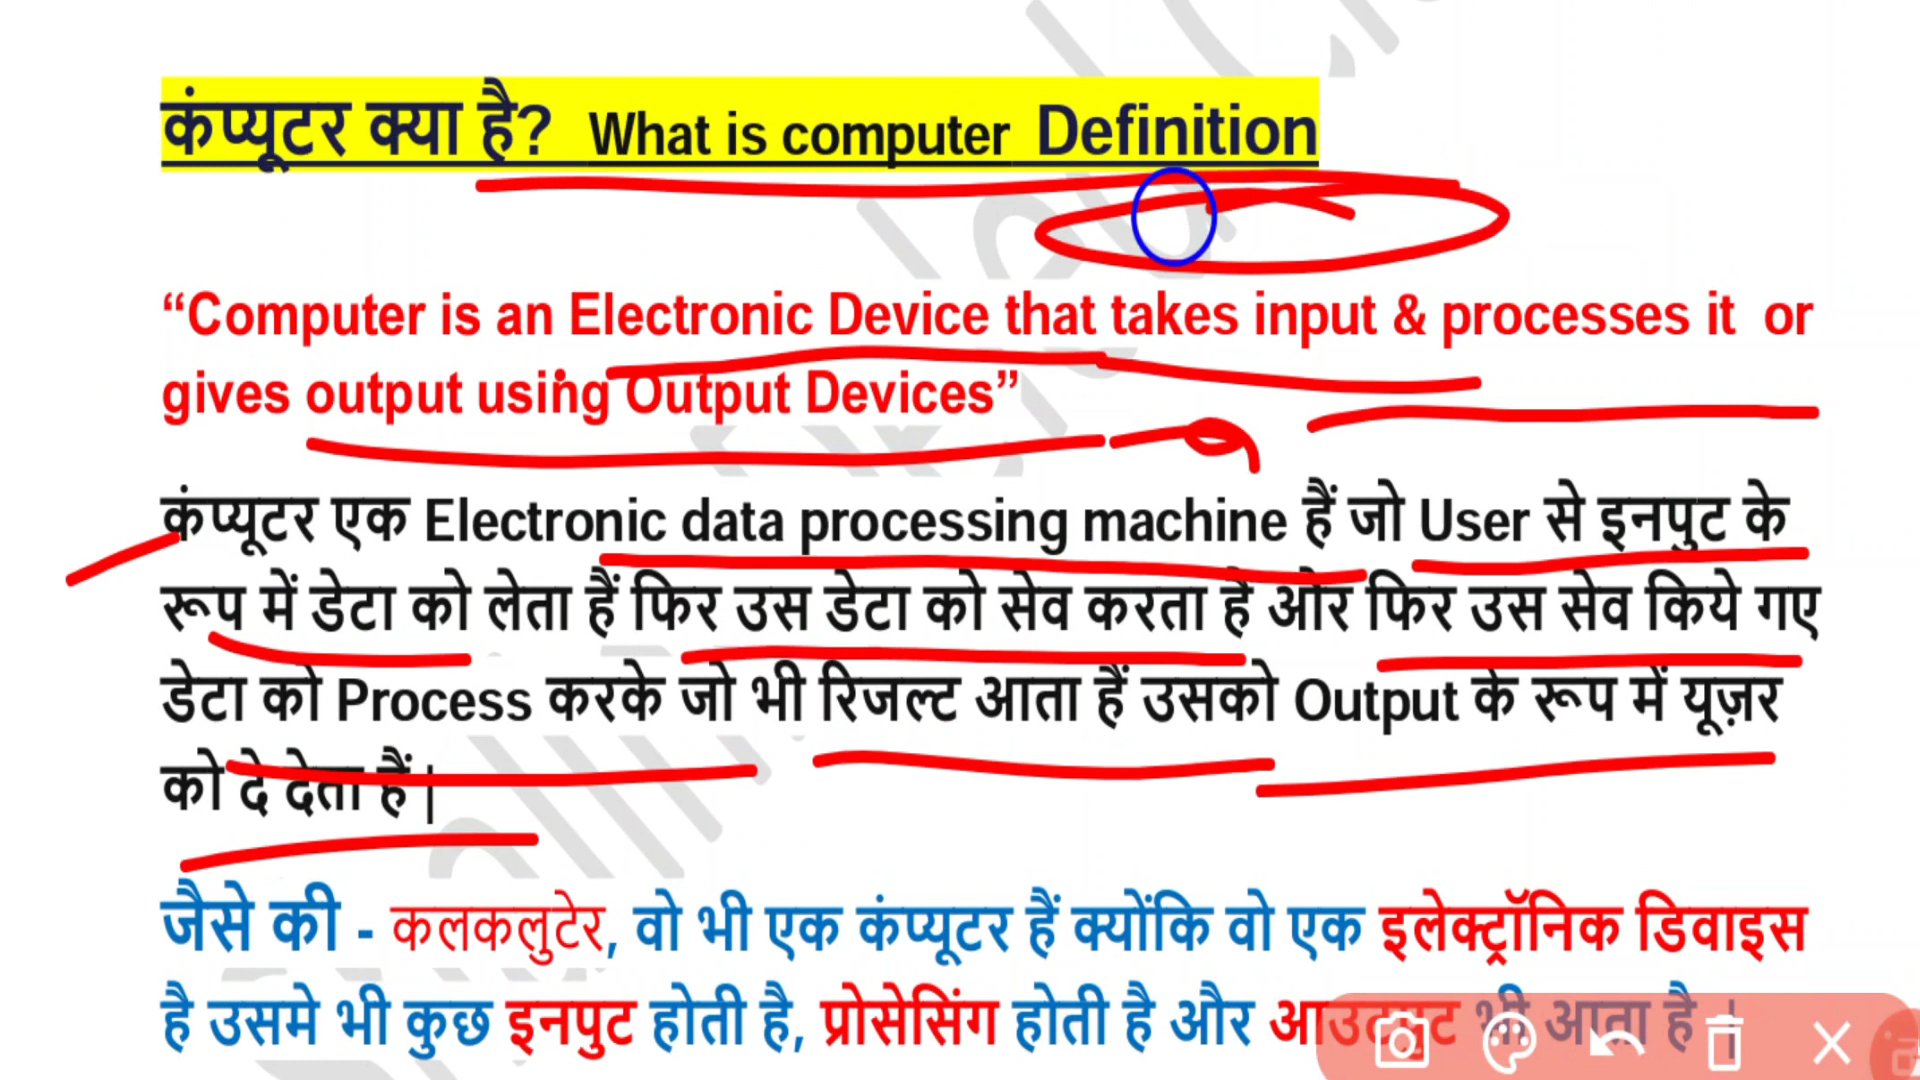 कंप्यूटर क्या है? What is computer Definition
“Computer is an Electronic Device that takes input & processes it or
gives output using Output Devices”
कंप्यूटर एक Electronic data processing machine हैं जो User से इनपुट के
रूप में डेटा को लेता हैं फिर उस डेटा को सेव करता है और फिर उस सेव किये गए
डेटा को Process करके जो भी रिजल्ट आता हैं उसको Output के रूप में यूज़र
को दे देता हैं |
जैसे की - कलकलुटेर, वो भी एक कंप्यूटर हैं क्योंकि वो एक इलेक्ट्रॉनिक डिवाइस
है उसमे भी कुछ इनपुट होती है, प्रोसेसिंग होती है और आउटपुट भी आता है |